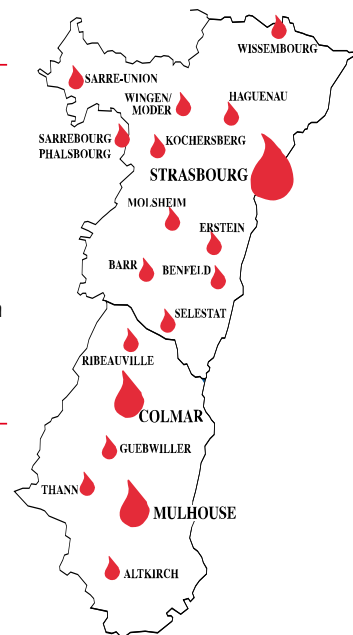 WISSEMBOURG
SARRE-UNION
WINGEN/
MODER
HAGUENAU
SARREBOURG
PHALSBOURG
KOCHERSBERG
STRASBOURG
MOLSHEIM
ERSTEIN
BARR
BENFELD
SELESTAT
RIBEAUVILLE
COLMAR
GUEBWILLER
THANN
MULHOUSE
ALTKIRCH